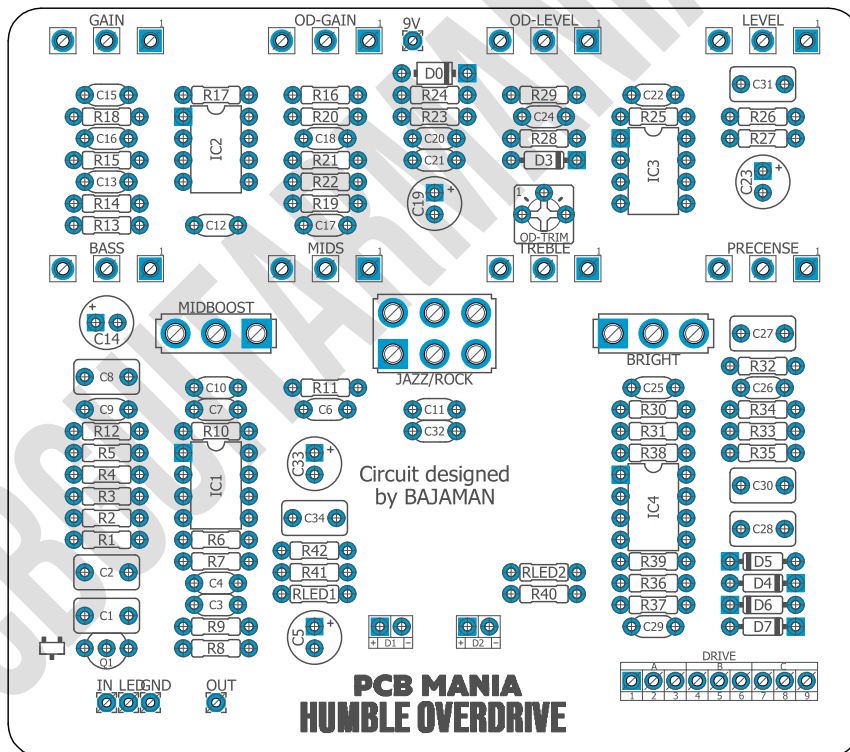 GAIN OD-GAIN 9V OD-LEVEL LEVEL
1 1 1 1
D0
C15 R17 R16 R24 R29 C22 C31
R18 R20 R23 C24 R25 R26
C16 IC2 C18 C20 R28 IC3 R27
R15 R21 C21 D3
C13 R22 C19 + C23 +
R14 R19 1
R13 C12 C17 OD-TRIM
BASS MIDS TREBLE PRECENSE
1 1 1 1
MIDBOOST
+ C14 C27
JAZZ/ROCK BRIGHT
R32
C8 C10 R11 C25 C26
C9 C7 C6 C11 R30 R34
R12 R10 C32 R31 R33
R5 C33 + R38 R35
R4 IC1 Circuit designed IC4 C30
R3 by BAJAMAN
R2 C34 C28
R1 R6
R42 R39 D5
C2 R7 R41 RLED2 R36 D4
C4 RLED1 R40 R37 D6
C1 C3 C29 D7
R9 C5 + + D1 - + D2 -
Q1 R8
DRIVE
A B C
1 2 3 4 5 6 7 8 9
IN LED GND OUT
PCB MANIA
HUMBLE OVERDRIVE